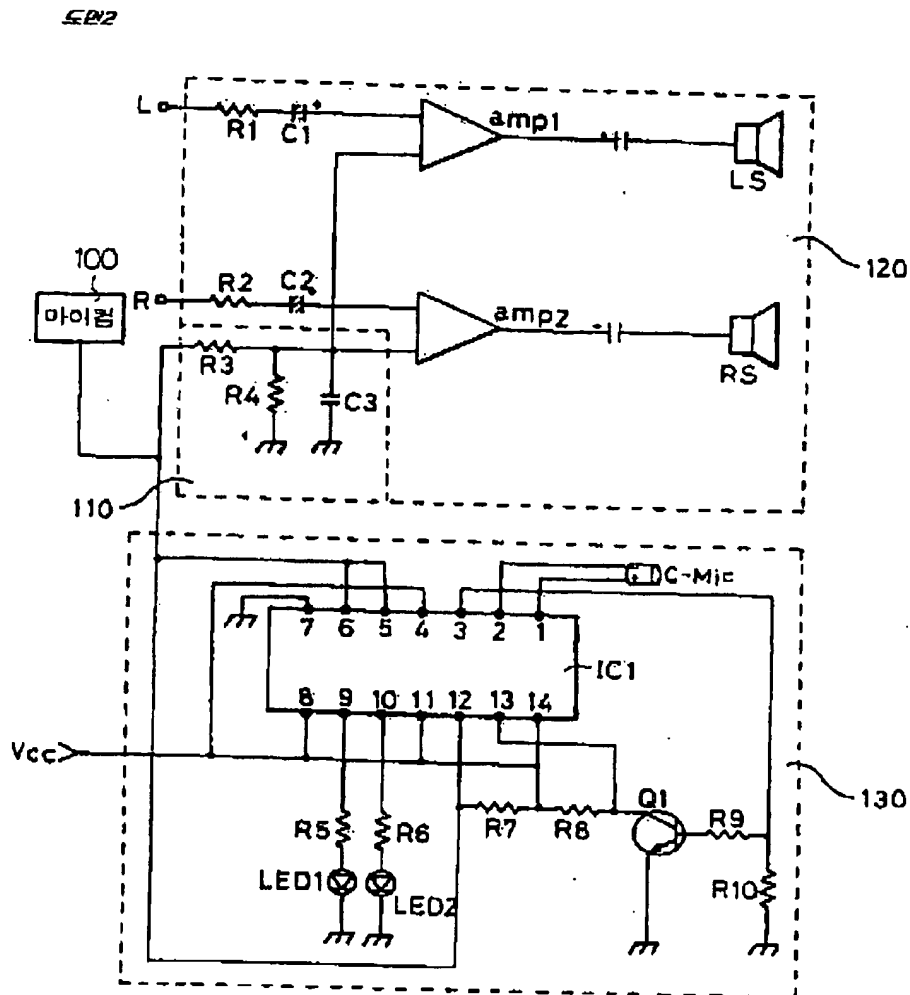 도면2
L
R1
C1
amp1
LS
100
마이컴
R
R2
C2
amp2
RS
120
R3
R4
C3
110
C-Mic
7 6 5 4 3 2 1
IC1
8 9 10 11 12 13 14
Vcc
130
R5
R6
R7
R8
Q1
R9
R10
LED1
LED2